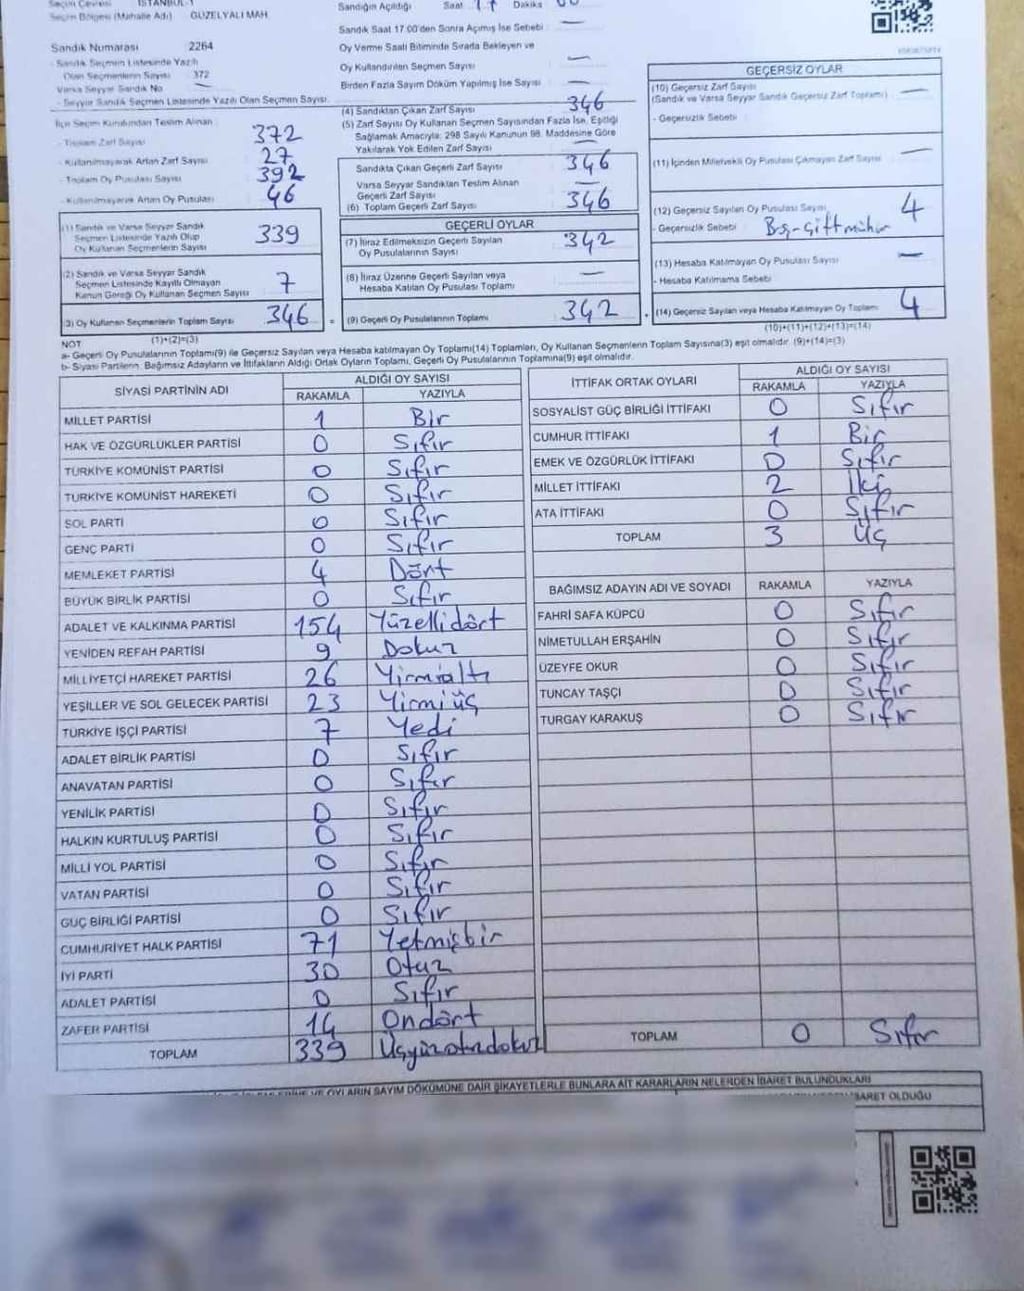 Seçim Çevresi İSTANBUL-1
Seçim Bölgesi (Mahalle Adı) GÜZELYALI MAH.
Sandık Numarası 2264
- Sandık Seçmen Listesinde Yazılı
Olan Seçmenlerin Sayısı 372
Varsa Seyyar Sandık No
- Seyyar Sandık Seçmen Listesinde Yazılı Olan Seçmen Sayısı
İlçe Seçim Kurulundan Teslim Alınan
- Toplam Zarf Sayısı 372
- Kullanılmayarak Artan Zarf Sayısı 27
- Toplam Oy Pusulası Sayısı 392
- Kullanılmayarak Artan Oy Pusulası 46
(1) Sandık ve Varsa Seyyar Sandık
Seçmen Listesinde Yazılı Olup
Oy Kullanan Seçmenlerin Sayısı 339
(2) Sandık ve Varsa Seyyar Sandık
Seçmen Listesinde Kayıtlı Olmayan
Kanun Gereği Oy Kullanan Seçmen Sayısı 7
(3) Oy Kullanan Seçmenlerin Toplam Sayısı 346
(1)+(2)=(3)
Sandığın Açıldığı Saat 17 Dakika
Sandık Saat 17.00'den Sonra Açılmış İse Sebebi : —
Oy Verme Saati Bitiminde Sırada Bekleyen ve
Oy Kullandırılan Seçmen Sayısı —
Birden Fazla Sayım Döküm Yapılmış İse Sayısı —
(4) Sandıktan Çıkan Zarf Sayısı 346
(5) Zarf Sayısı Oy Kullanan Seçmen Sayısından Fazla İse, Eşitliği
Sağlamak Amacıyla; 298 Sayılı Kanunun 98. Maddesine Göre
Yakılarak Yok Edilen Zarf Sayısı —
Sandıkta Çıkan Geçerli Zarf Sayısı 346
Varsa Seyyar Sandıktan Teslim Alınan
Geçerli Zarf Sayısı —
(6) Toplam Geçerli Zarf Sayısı 346
GEÇERLİ OYLAR
(7) İtiraz Edilmeksizin Geçerli Sayılan
Oy Pusulalarının Sayısı 342
(8) İtiraz Üzerine Geçerli Sayılan veya
Hesaba Katılan Oy Pusulası Toplamı —
(9) Geçerli Oy Pusulalarının Toplamı 342
GEÇERSİZ OYLAR
(10) Geçersiz Zarf Sayısı
(Sandık ve Varsa Seyyar Sandık Geçersiz Zarf Toplamı) —
- Geçersizlik Sebebi
(11) İçinden Milletvekili Oy Pusulası Çıkmayan Zarf Sayısı —
(12) Geçersiz Sayılan Oy Pusulası Sayısı 4
- Geçersizlik Sebebi Boş-Çift mühür
(13) Hesaba Katılmayan Oy Pusulası Sayısı —
- Hesaba Katılmama Sebebi
(14) Geçersiz Sayılan veya Hesaba Katılmayan Oy Toplamı 4
(10)+(11)+(12)+(13)=(14)
NOT
a- Geçerli Oy Pusulalarının Toplamı(9) ile Geçersiz Sayılan veya Hesaba katılmayan Oy Toplamı(14) Toplamları, Oy Kullanan Seçmenlerin Toplam Sayısına(3) eşit olmalıdır. (9)+(14)=(3)
b- Siyasi Partilerin, Bağımsız Adayların ve İttifakların Aldığı Ortak Oyların Toplamı, Geçerli Oy Pusulalarının Toplamına(9) eşit olmalıdır.
SİYASİ PARTİNİN ADI ALDIĞI OY SAYISI
RAKAMLA YAZIYLA
MİLLET PARTİSİ 1 Bir
HAK VE ÖZGÜRLÜKLER PARTİSİ 0 Sıfır
TÜRKİYE KOMÜNİST PARTİSİ 0 Sıfır
TÜRKİYE KOMÜNİST HAREKETİ 0 Sıfır
SOL PARTİ 0 Sıfır
GENÇ PARTİ 0 Sıfır
MEMLEKET PARTİSİ 4 Dört
BÜYÜK BİRLİK PARTİSİ 0 Sıfır
ADALET VE KALKINMA PARTİSİ 154 Yüzellidört
YENİDEN REFAH PARTİSİ 9 Dokuz
MİLLİYETÇİ HAREKET PARTİSİ 26 Yirmialtı
YEŞİLLER VE SOL GELECEK PARTİSİ 23 Yirmiüç
TÜRKİYE İŞÇİ PARTİSİ 7 Yedi
ADALET BİRLİK PARTİSİ 0 Sıfır
ANAVATAN PARTİSİ 0 Sıfır
YENİLİK PARTİSİ 0 Sıfır
HALKIN KURTULUŞ PARTİSİ 0 Sıfır
MİLLİ YOL PARTİSİ 0 Sıfır
VATAN PARTİSİ 0 Sıfır
GÜÇ BİRLİĞİ PARTİSİ 0 Sıfır
CUMHURİYET HALK PARTİSİ 71 Yetmişbir
İYİ PARTİ 30 Otuz
ADALET PARTİSİ 0 Sıfır
ZAFER PARTİSİ 14 Ondört
TOPLAM 339 Üçyüzotuzdokuz
İTTİFAK ORTAK OYLARI ALDIĞI OY SAYISI
RAKAMLA YAZIYLA
SOSYALİST GÜÇ BİRLİĞİ İTTİFAKI 0 Sıfır
CUMHUR İTTİFAKI 1 Bir
EMEK VE ÖZGÜRLÜK İTTİFAKI 0 Sıfır
MİLLET İTTİFAKI 2 İki
ATA İTTİFAKI 0 Sıfır
TOPLAM 3 Üç
BAĞIMSIZ ADAYIN ADI VE SOYADI RAKAMLA YAZIYLA
FAHRİ SAFA KÜPCÜ 0 Sıfır
NİMETULLAH ERŞAHİN 0 Sıfır
ÜZEYFE OKUR 0 Sıfır
TUNCAY TAŞÇI 0 Sıfır
TURGAY KARAKUŞ 0 Sıfır
TOPLAM 0 Sıfır
OYLARIN SAYIM DÖKÜMÜNE DAİR ŞİKAYETLERLE BUNLARA AİT KARARLARIN NELERDEN İBARET BULUNDUKLARI
İBARET OLDUĞU